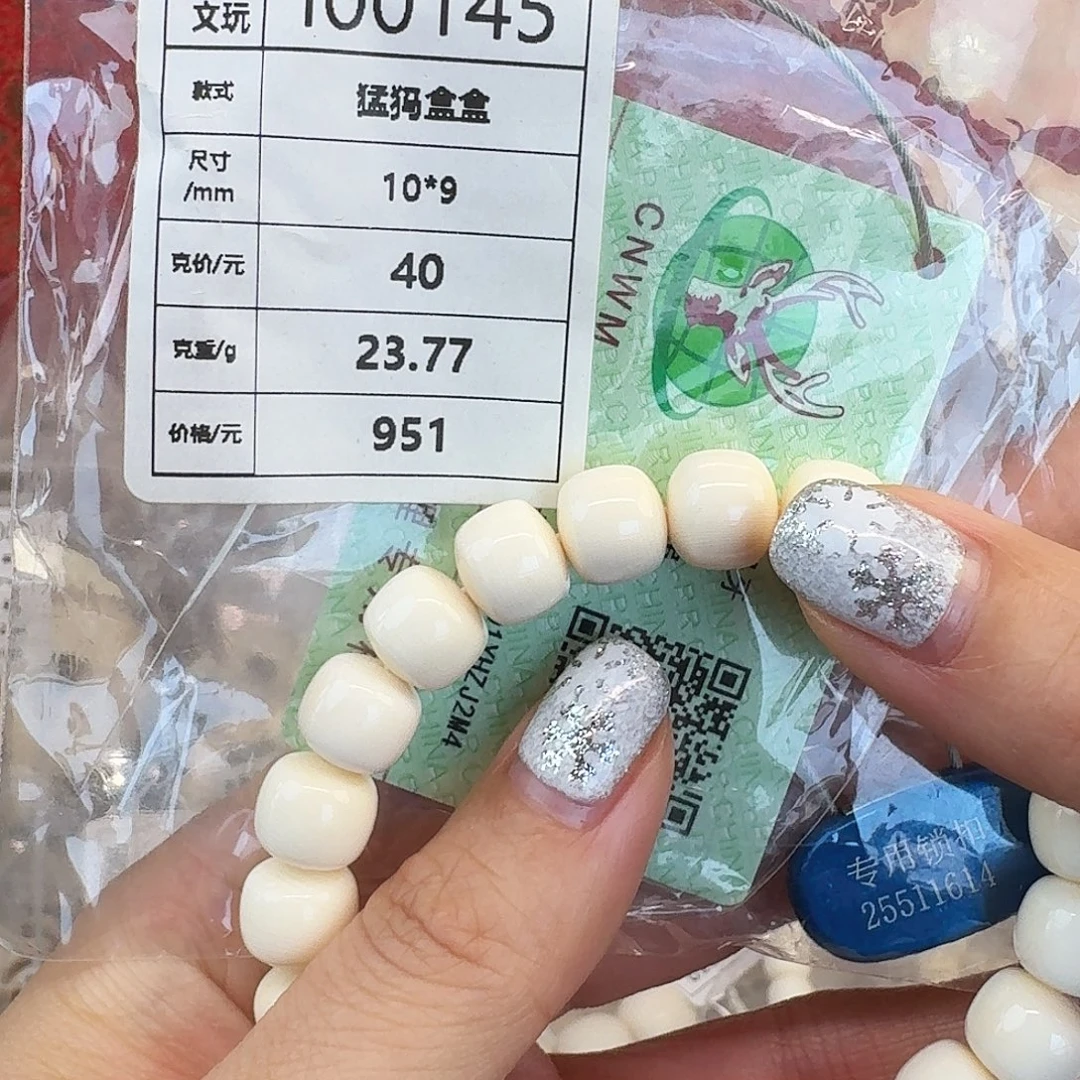 文玩 100145
款式 猛犸盒盒
尺寸
/mm 10*9
克价/元 40
克重/g 23.77
价格/元 951
CNWM
1YHZJ2M4
专用锁扣
25511614